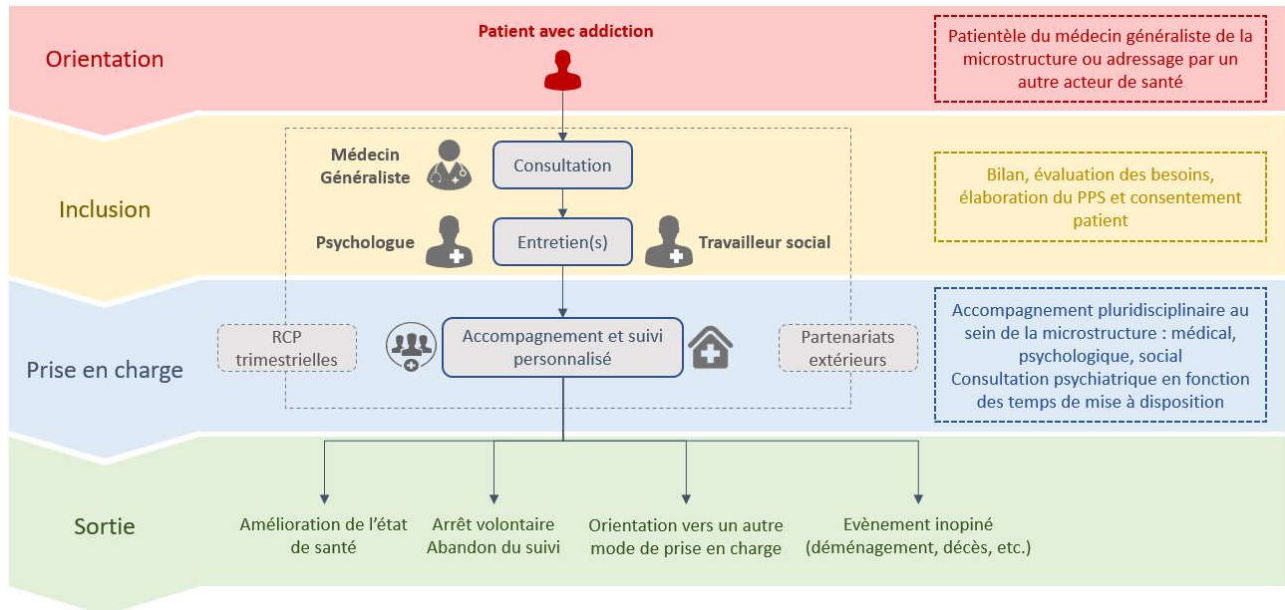 Orientation
Patient avec addiction
Patientèle du médecin généraliste de la
microstructure ou adressage par un
autre acteur de santé
Inclusion
Médecin
Généraliste
Consultation
Psychologue
Entretien(s)
Travailleur social
Bilan, évaluation des besoins,
élaboration du PPS et consentement
patient
Prise en charge
RCP
trimestrielles
Accompagnement et suivi
personnalisé
Partenariats
extérieurs
Accompagnement pluridisciplinaire au
sein de la microstructure : médical,
psychologique, social
Consultation psychiatrique en fonction
des temps de mise à disposition
Sortie
Amélioration de l'état
de santé
Arrêt volontaire
Abandon du suivi
Orientation vers un autre
mode de prise en charge
Evènement inopiné
(déménagement, décès, etc.)